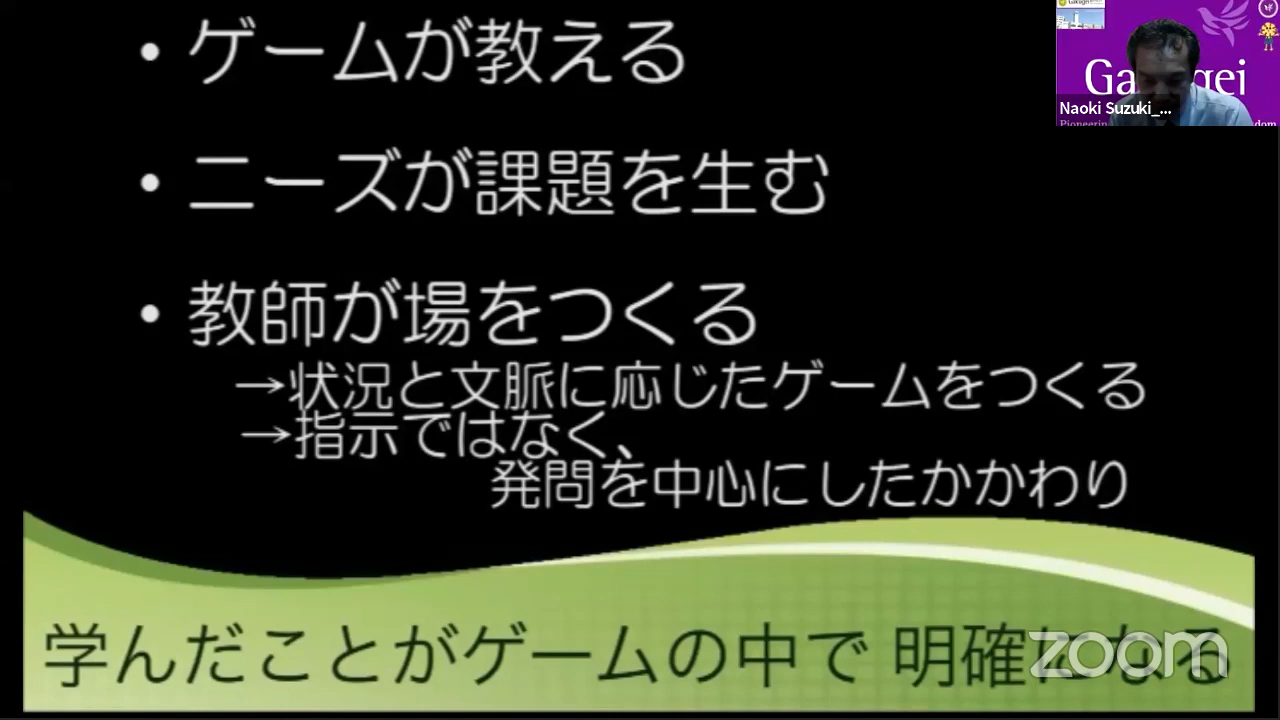 • ゲームが教える
• ニーズが課題を生む
• 教師が場をつくる
→状況と文脈に応じたゲームをつくる
→指示ではなく、
発問を中心にしたかかわり
学んだことがゲームの中で 明確になる
zoom
Naoki Suzuki_...